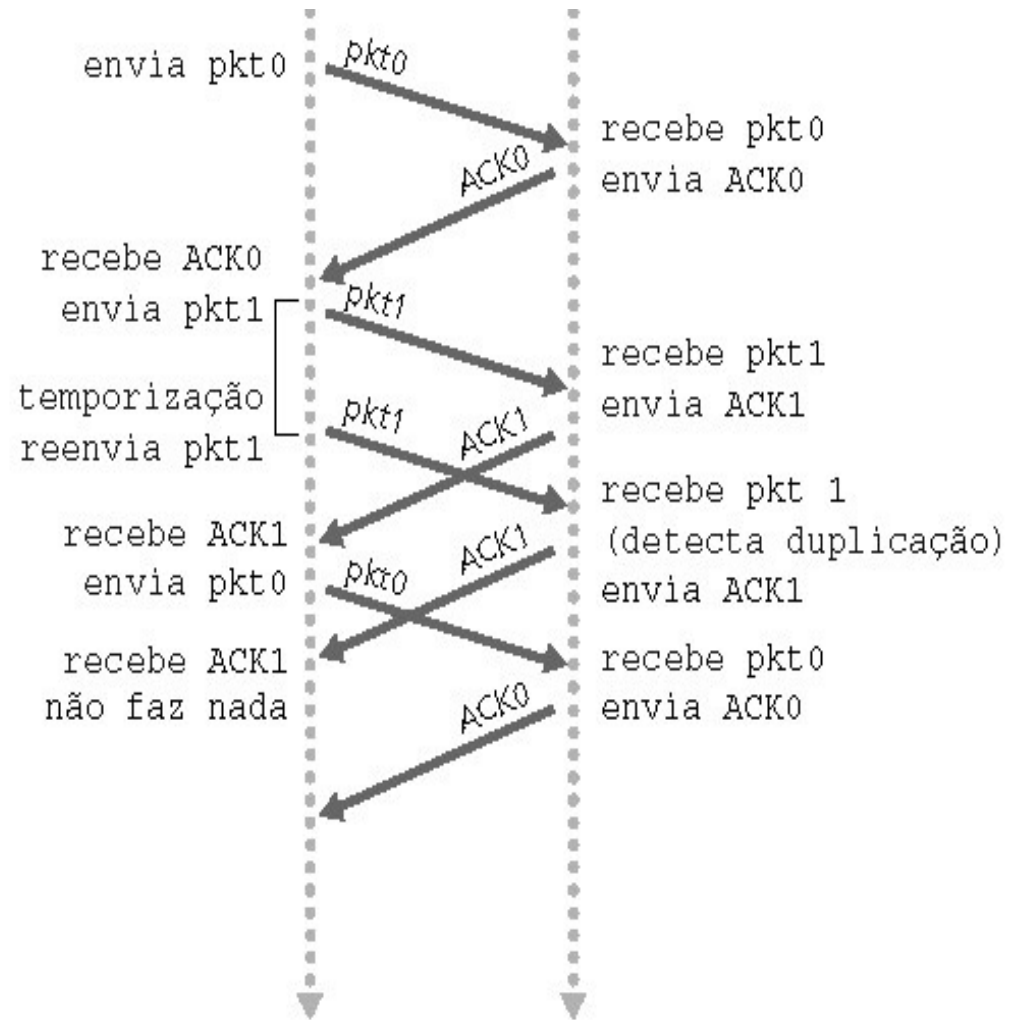 envia pkt0
pkt0
recebe pkt0
ACK0
envia ACK0
recebe ACK0
envia pkt1
pkt1
recebe pkt1
temporização
envia ACK1
pkt1
ACK1
reenvia pkt1
recebe pkt 1
recebe ACK1
ACK1
(detecta duplicação)
envia pkt0
pkt0
envia ACK1
recebe ACK1
recebe pkt0
não faz nada
ACK0
envia ACK0